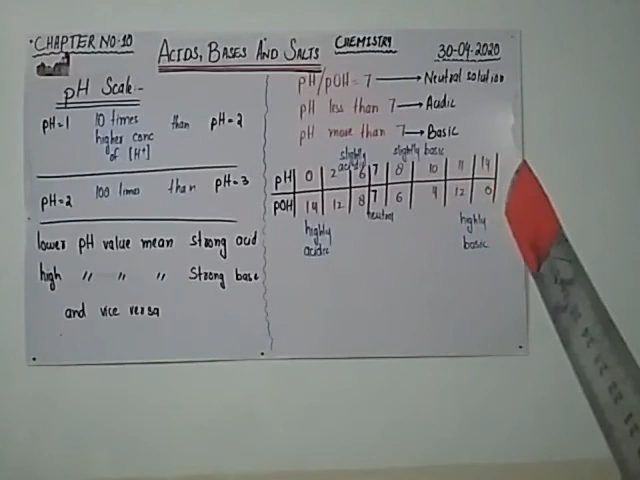 CHAPTER NO:10
ACIDS, BASES AND SALTS
CHEMISTRY
30-04-2020
pH Scale:-
pH=1 10 times higher conc of [H+] than pH=2
pH=2 100 times than pH=3
lower pH value mean strong acid
high " " " Strong base
and vice versa
pH/pOH = 7 → Neutral solution
pH less than 7 → Acidic
pH more than 7 → Basic
slightly acidic slightly basic
pH 0 2 6 7 8 10 11 14
POH 14 12 8 7 6 4 12 0
highly acidic neutral highly basic